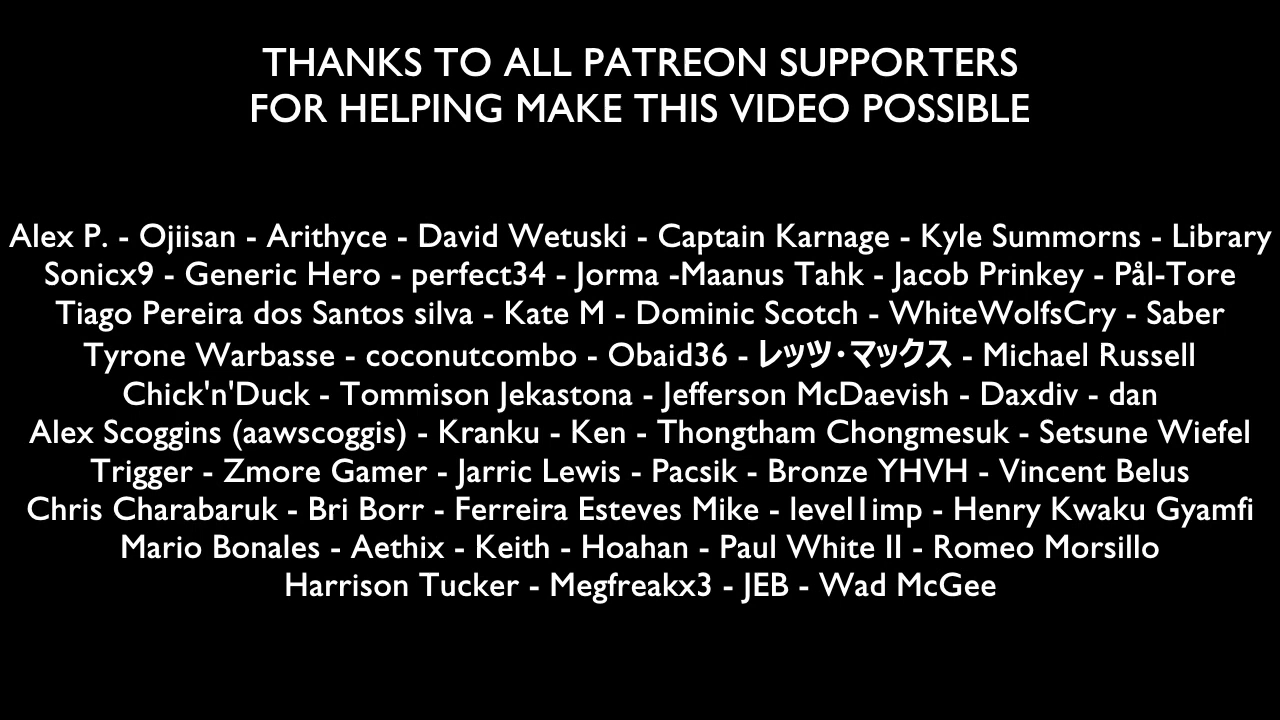 THANKS TO ALL PATREON SUPPORTERS
FOR HELPING MAKE THIS VIDEO POSSIBLE
Alex P. - Ojiisan - Arithyce - David Wetuski - Captain Karnage - Kyle Summorns - Library
Sonicx9 - Generic Hero - perfect34 - Jorma -Maanus Tahk - Jacob Prinkey - Pål-Tore
Tiago Pereira dos Santos silva - Kate M - Dominic Scotch - WhiteWolfsCry - Saber
Tyrone Warbasse - coconutcombo - Obaid36 - レッツ・マックス - Michael Russell
Chick'n'Duck - Tommison Jekastona - Jefferson McDaevish - Daxdiv - dan
Alex Scoggins (aawscoggis) - Kranku - Ken - Thongtham Chongmesuk - Setsune Wiefel
Trigger - Zmore Gamer - Jarric Lewis - Pacsik - Bronze YHVH - Vincent Belus
Chris Charabaruk - Bri Borr - Ferreira Esteves Mike - level1imp - Henry Kwaku Gyamfi
Mario Bonales - Aethix - Keith - Hoahan - Paul White II - Romeo Morsillo
Harrison Tucker - Megfreakx3 - JEB - Wad McGee